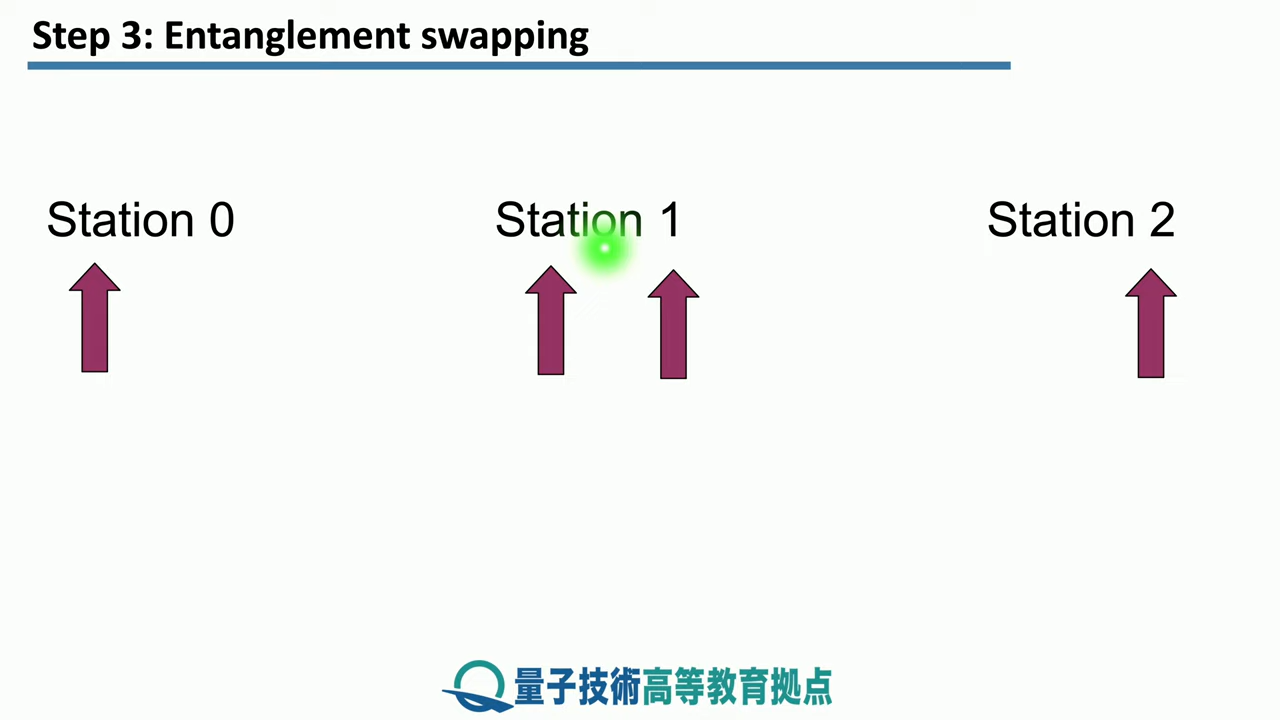 Step 3: Entanglement swapping
Station 0
Station 1
Station 2
量子技術高等教育拠点